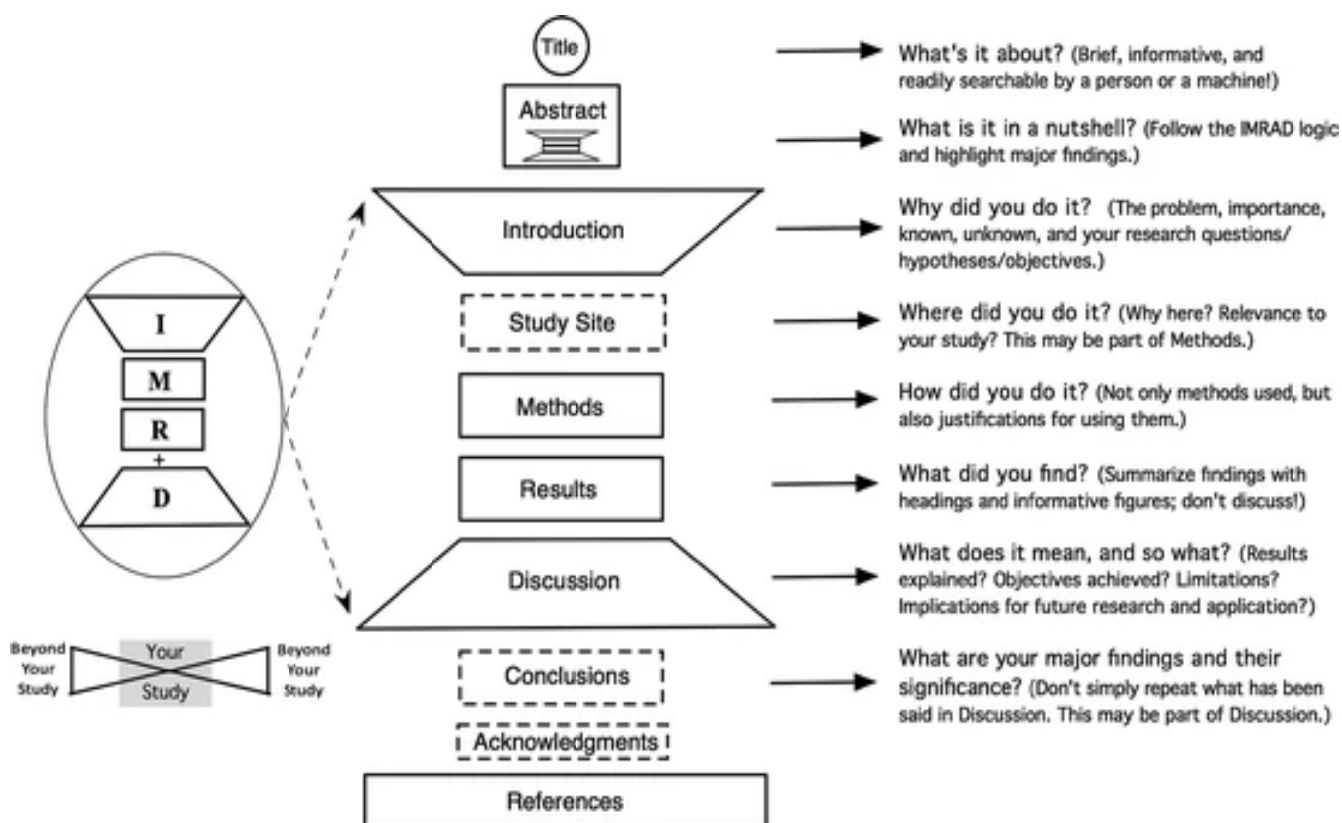 Title
What's it about? (Brief, informative, and
readily searchable by a person or a machine!)
Abstract
What is it in a nutshell? (Follow the IMRAD logic
and highlight major findings.)
Introduction
Why did you do it? (The problem, importance,
known, unknown, and your research questions/
hypotheses/objectives.)
I
M
R
+
D
Study Site
Where did you do it? (Why here? Relevance to
your study? This may be part of Methods.)
Methods
How did you do it? (Not only methods used, but
also justifications for using them.)
Results
What did you find? (Summarize findings with
headings and informative figures; don't discuss!)
Discussion
What does it mean, and so what? (Results
explained? Objectives achieved? Limitations?
Implications for future research and application?)
Beyond
Your
Study
Your
Study
Beyond
Your
Study
Conclusions
What are your major findings and their
significance? (Don't simply repeat what has been
said in Discussion. This may be part of Discussion.)
Acknowledgments
References